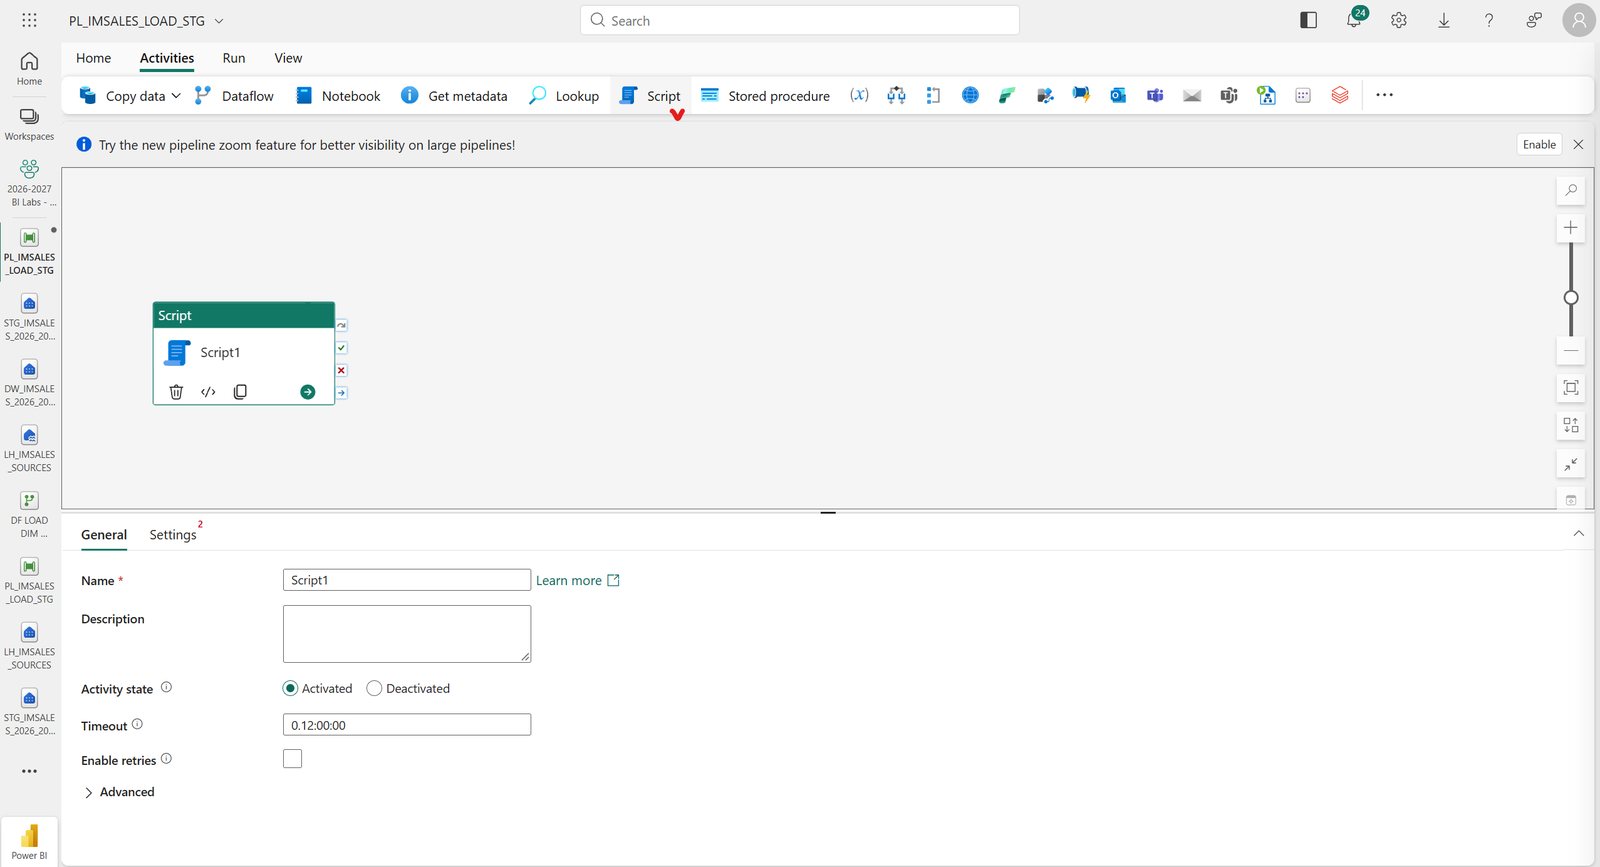 PL_IMSALES_LOAD_STG
Search
24
Home
Activities
Run
View
Copy data
Dataflow
Notebook
Get metadata
Lookup
Script
Stored procedure
(x)
Try the new pipeline zoom feature for better visibility on large pipelines!
Enable
Home
Workspaces
2026-2027
BI Labs - ...
PL_IMSALES
_LOAD_STG
STG_IMSALE
S_2026_20...
DW_IMSALE
S_2026_20...
LH_IMSALES
_SOURCES
DF LOAD
DIM ...
PL_IMSALES
_LOAD_STG
LH_IMSALES
_SOURCES
STG_IMSALE
S_2026_20...
Power BI
Script
Script1
General
Settings
2
Name *
Script1
Learn more
Description
Activity state
Activated
Deactivated
Timeout
0.12:00:00
Enable retries
Advanced